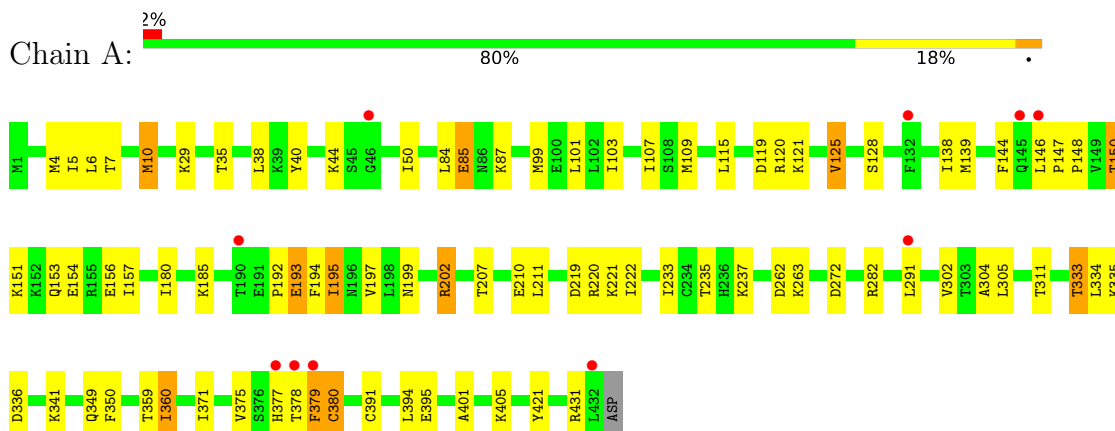 2%
Chain A:
80% 18% •
M1 M4 I5 L6 T7 M10 K29 T35 L38 K39 Y40 K44 S45 G46 I50 L84 E85 N86 K87 M99 E100 L101 L102 I103 I107 S108 M109 L115 D119 R120 K121 V125 S128 F132 I138 M139 F144 Q145 L146 P147 P148 V149 T150
K151 K152 Q153 E154 R155 E156 I157 I180 K185 T190 E191 P192 E193 F194 I195 N196 V197 L198 N199 R202 T207 E210 L211 D219 R220 K221 I222 I233 C234 T235 H236 K237 D262 K263 D272 R282 L291 V302 T303 A304 L305 T311 T333 L334 K335
D336 K341 Q349 F350 T359 I360 I371 V375 S376 H377 T378 F379 C380 C391 L394 E395 A401 K405 Y421 R431 L432 ASP